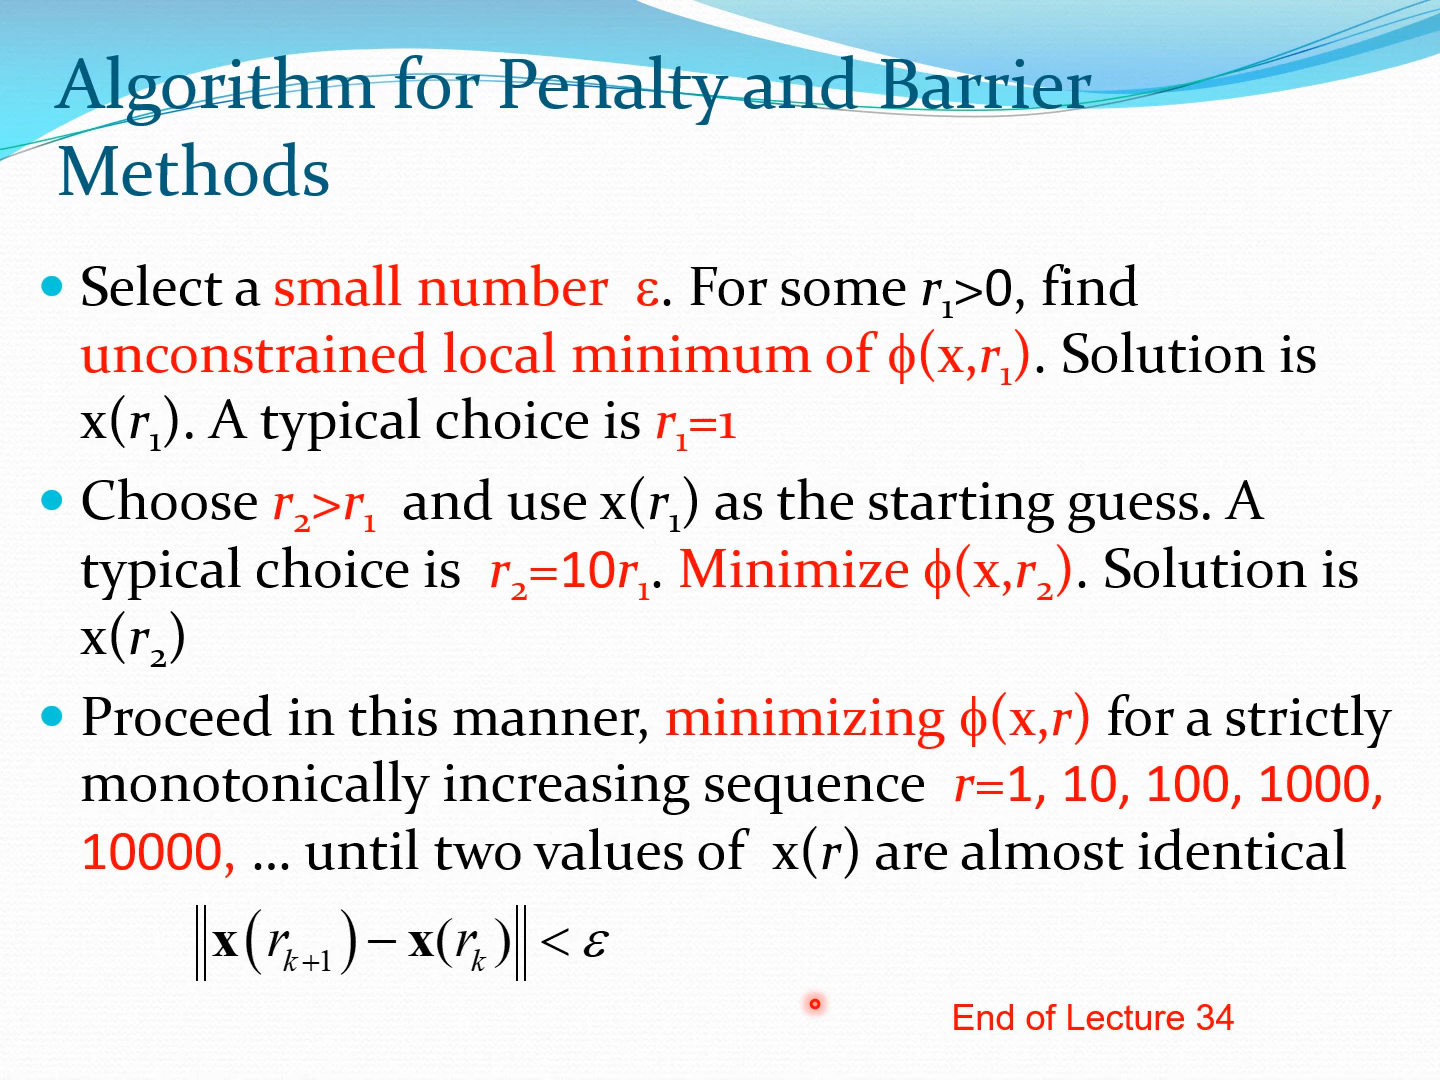 Algorithm for Penalty and Barrier
Methods
• Select a small number ε. For some r₁>0, find
unconstrained local minimum of ϕ(x,r₁). Solution is
x(r₁). A typical choice is r₁=1
• Choose r₂>r₁ and use x(r₁) as the starting guess. A
typical choice is r₂=10r₁. Minimize ϕ(x,r₂). Solution is
x(r₂)
• Proceed in this manner, minimizing ϕ(x,r) for a strictly
monotonically increasing sequence r=1, 10, 100, 1000,
10000, ... until two values of x(r) are almost identical
‖x(rₖ₊₁) − x(rₖ)‖ < ε
End of Lecture 34